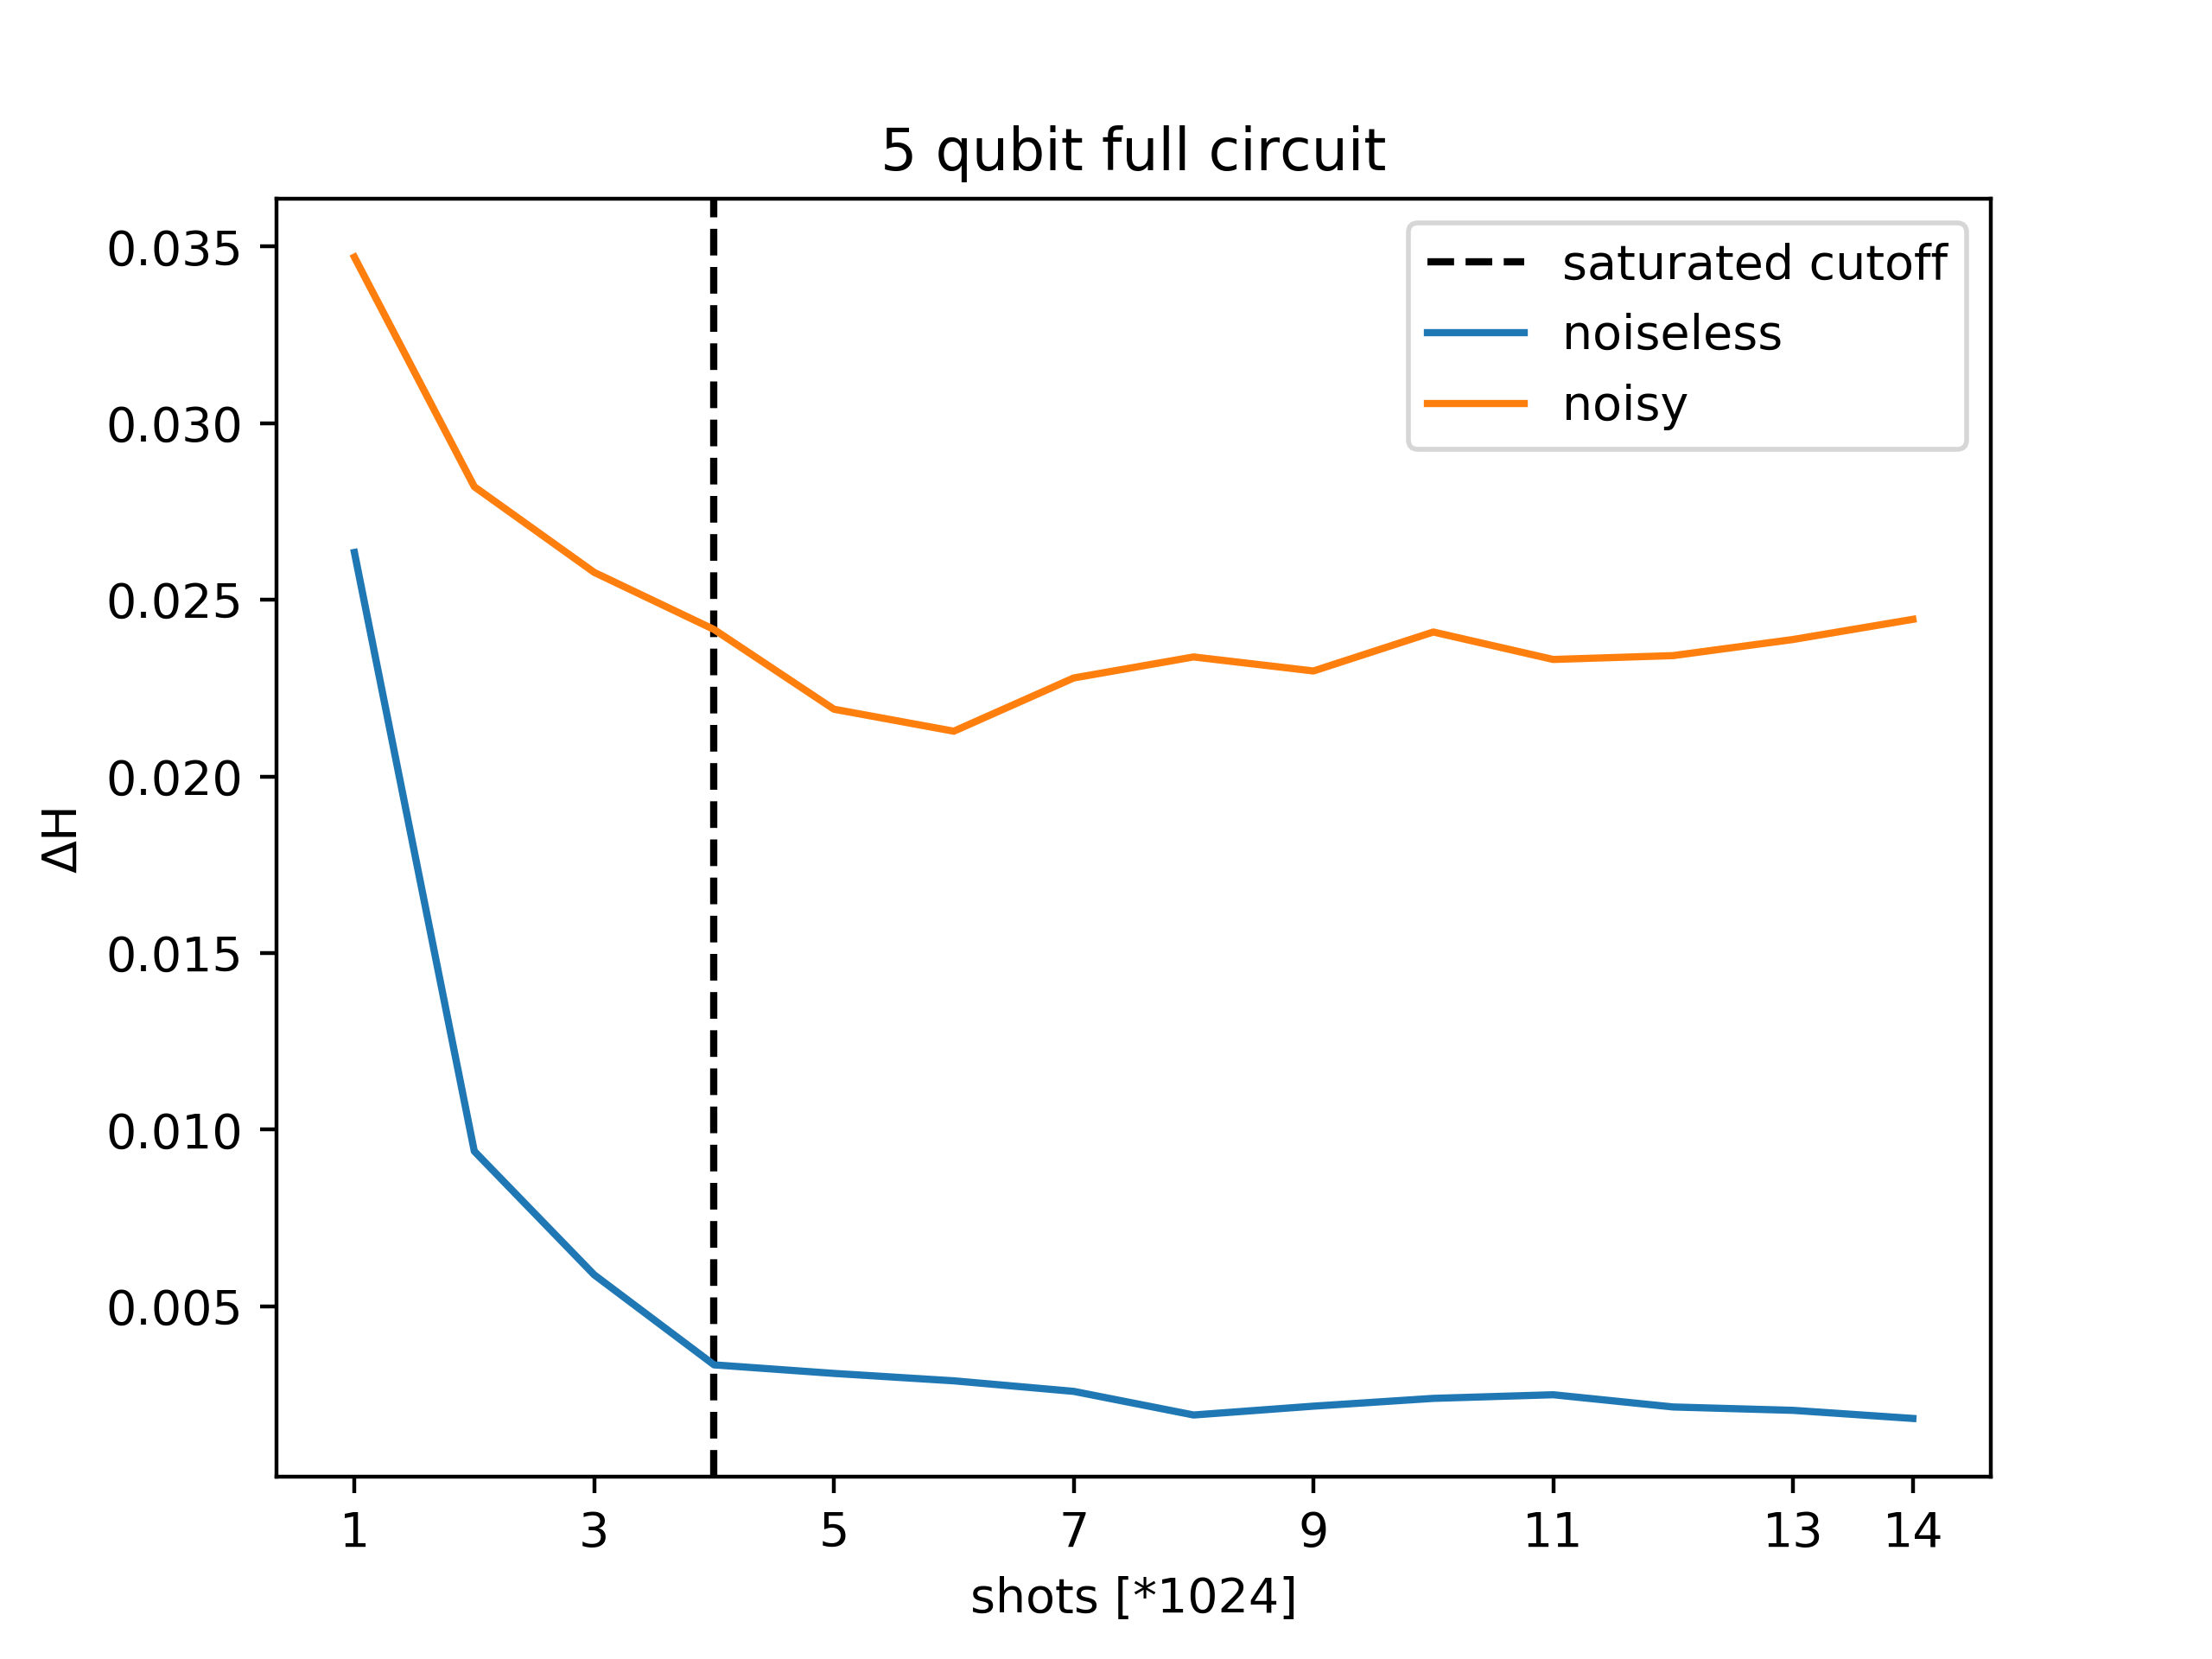 5 qubit full circuit
saturated cutoff
noiseless
noisy
0.035
0.030
0.025
0.020
0.015
0.010
0.005
ΔH
1 3 5 7 9 11 13 14
shots [*1024]